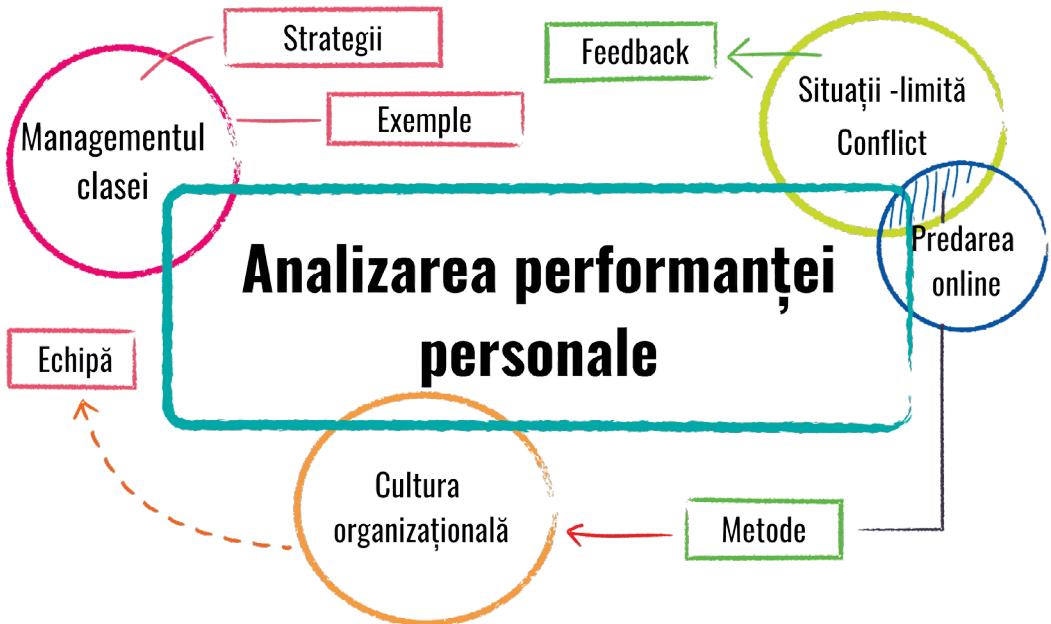 Strategii
Feedback
Situații -limită
Conflict
Exemple
Managementul
clasei
Predarea
online
Analizarea performanței
personale
Echipă
Cultura
organizațională
Metode